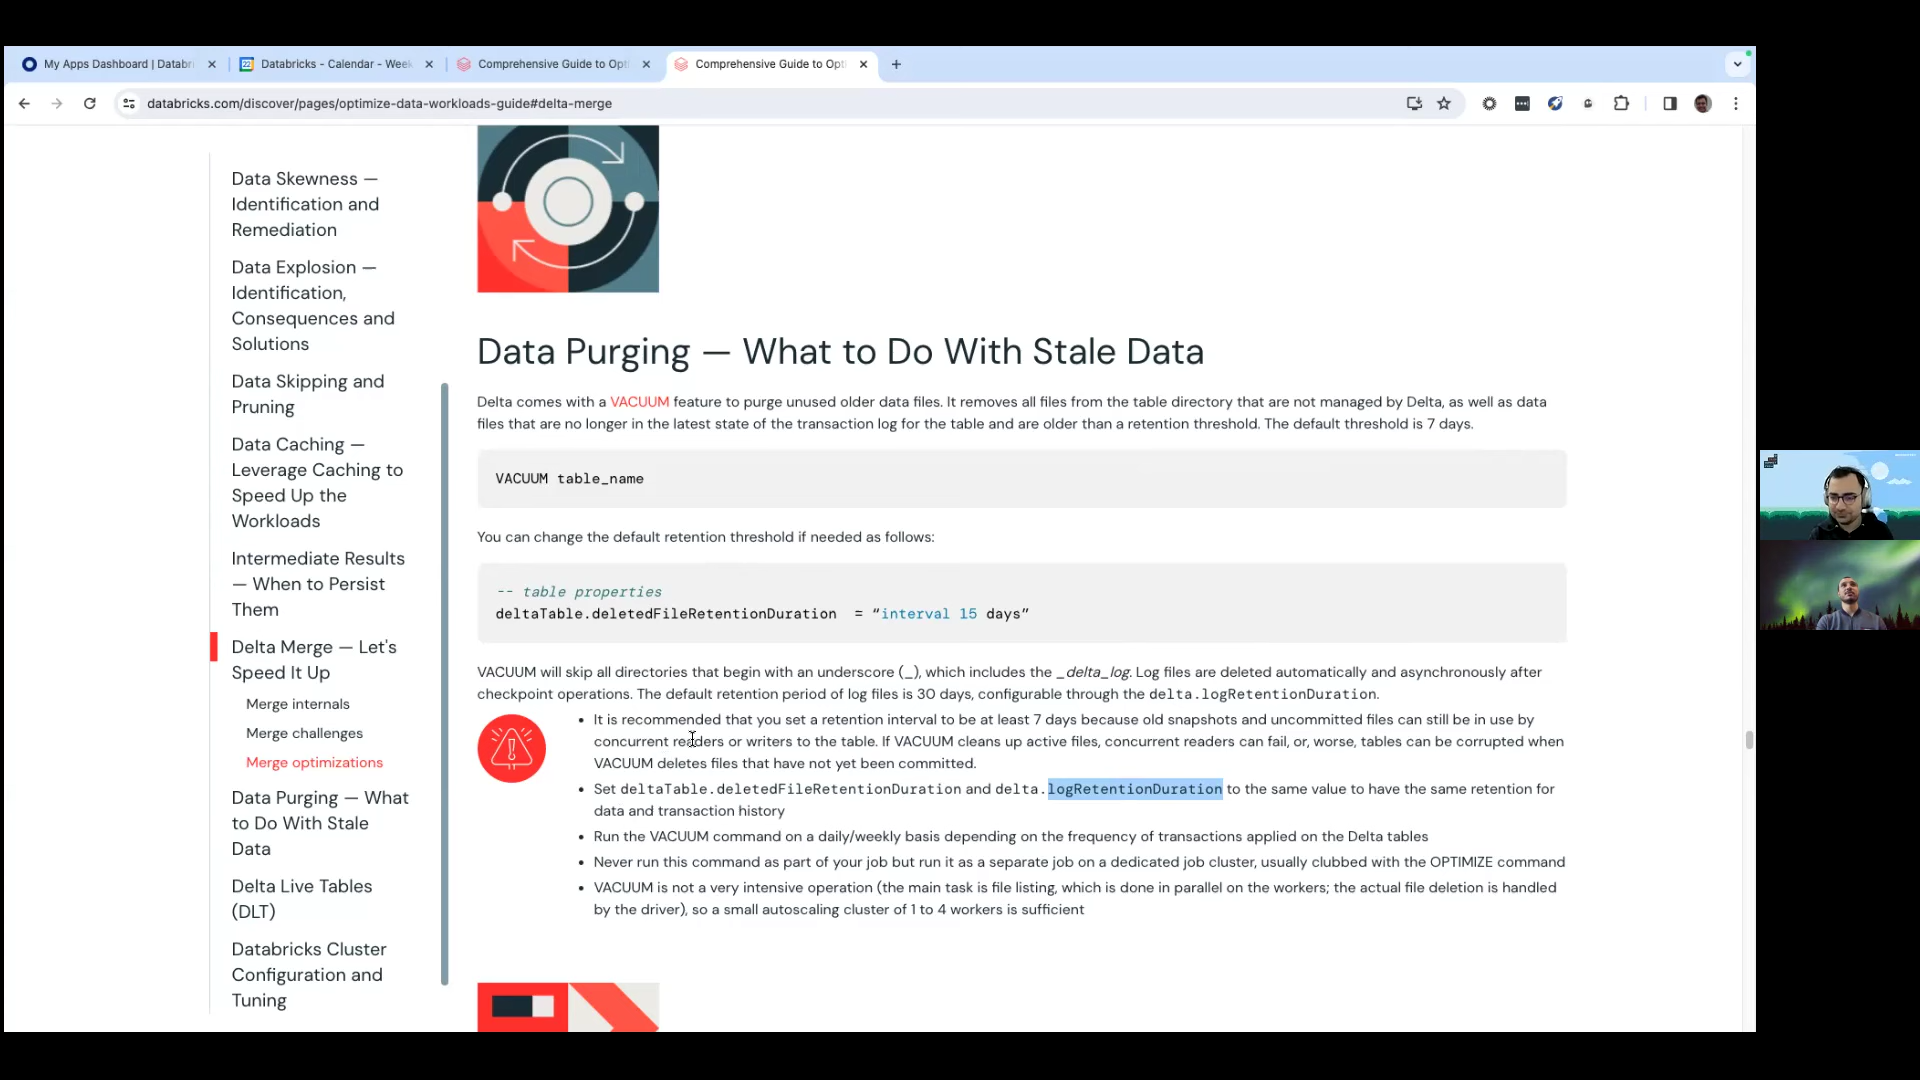 My Apps Dashboard | Databri
Databricks - Calendar - Week
Comprehensive Guide to Opti
Comprehensive Guide to Opti
databricks.com/discover/pages/optimize-data-workloads-guide#delta-merge
Data Skewness —
Identification and
Remediation
Data Explosion —
Identification,
Consequences and
Solutions
Data Skipping and
Pruning
Data Caching —
Leverage Caching to
Speed Up the
Workloads
Intermediate Results
— When to Persist
Them
Delta Merge — Let's
Speed It Up
Merge internals
Merge challenges
Merge optimizations
Data Purging — What
to Do With Stale
Data
Delta Live Tables
(DLT)
Databricks Cluster
Configuration and
Tuning
Data Purging — What to Do With Stale Data
Delta comes with a VACUUM feature to purge unused older data files. It removes all files from the table directory that are not managed by Delta, as well as data
files that are no longer in the latest state of the transaction log for the table and are older than a retention threshold. The default threshold is 7 days.
VACUUM table_name
You can change the default retention threshold if needed as follows:
-- table properties
deltaTable.deletedFileRetentionDuration  = “interval 15 days”
VACUUM will skip all directories that begin with an underscore (_), which includes the _delta_log. Log files are deleted automatically and asynchronously after
checkpoint operations. The default retention period of log files is 30 days, configurable through the delta.logRetentionDuration.
• It is recommended that you set a retention interval to be at least 7 days because old snapshots and uncommitted files can still be in use by
concurrent readers or writers to the table. If VACUUM cleans up active files, concurrent readers can fail, or, worse, tables can be corrupted when
VACUUM deletes files that have not yet been committed.
• Set deltaTable.deletedFileRetentionDuration and delta.logRetentionDuration to the same value to have the same retention for
data and transaction history
• Run the VACUUM command on a daily/weekly basis depending on the frequency of transactions applied on the Delta tables
• Never run this command as part of your job but run it as a separate job on a dedicated job cluster, usually clubbed with the OPTIMIZE command
• VACUUM is not a very intensive operation (the main task is file listing, which is done in parallel on the workers; the actual file deletion is handled
by the driver), so a small autoscaling cluster of 1 to 4 workers is sufficient